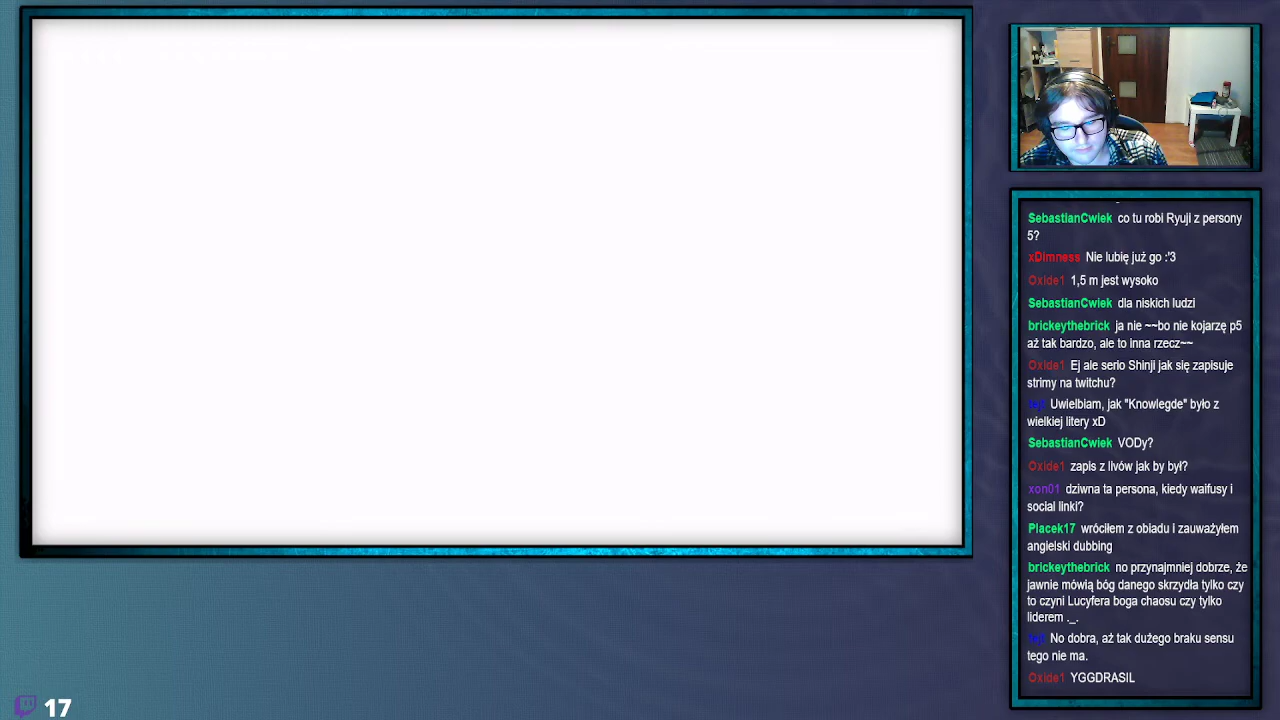 SebastianCwiek co tu robi Ryuji z persony
5?
xDimness Nie lubię już go :'3
Oxide1 1,5 m jest wysoko
SebastianCwiek dla niskich ludzi
brickeythebrick ja nie ~~bo nie kojarzę p5
aż tak bardzo, ale to inna rzecz~~
Oxide1 Ej ale serio Shinji jak się zapisuje
strimy na twitchu?
Uwielbiam, jak "Knowlegde" było z
wielkiej litery xD
SebastianCwiek VODy?
Oxide1 zapis z livów jak by był?
xon01 dziwna ta persona, kiedy waifusy i
social linki?
Placek17 wróciłem z obiadu i zauważyłem
angielski dubbing
brickeythebrick no przynajmniej dobrze, że
jawnie mówią bóg danego skrzydła tylko czy
to czyni Lucyfera boga chaosu czy tylko
liderem ._.
No dobra, aż tak dużego braku sensu
tego nie ma.
Oxide1 YGGDRASIL
17